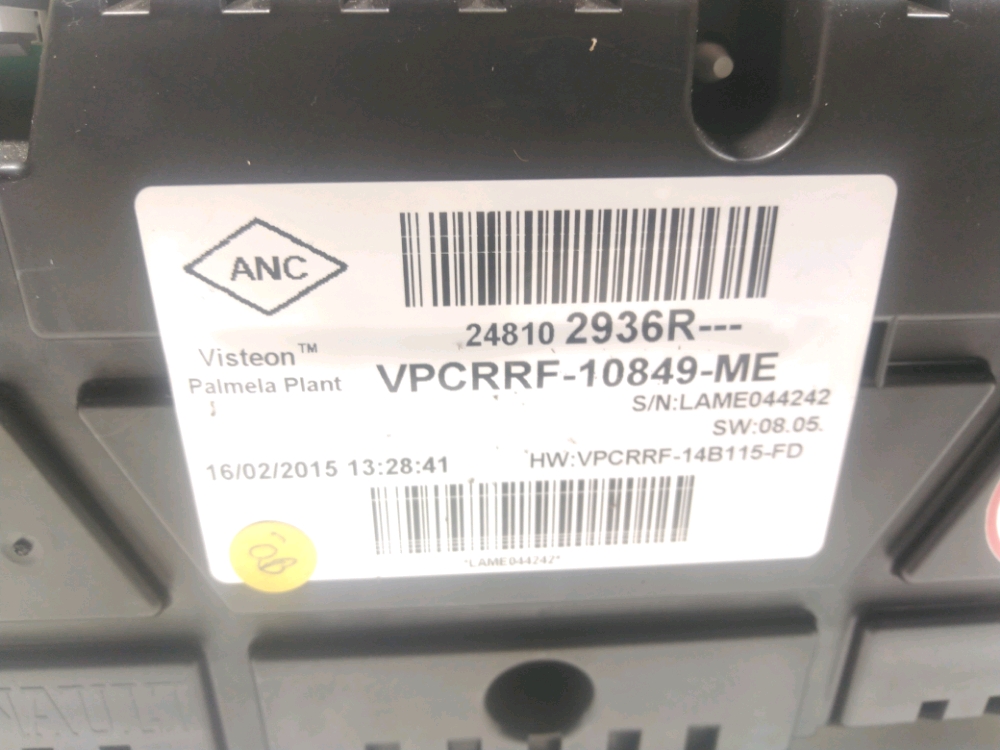 ANC
24810 2936R---
Visteon™
Palmela Plant
VPCRRF-10849-ME
S/N:LAME044242
SW:08.05.
16/02/2015 13:28:41
HW:VPCRRF-14B115-FD
*LAME044242*